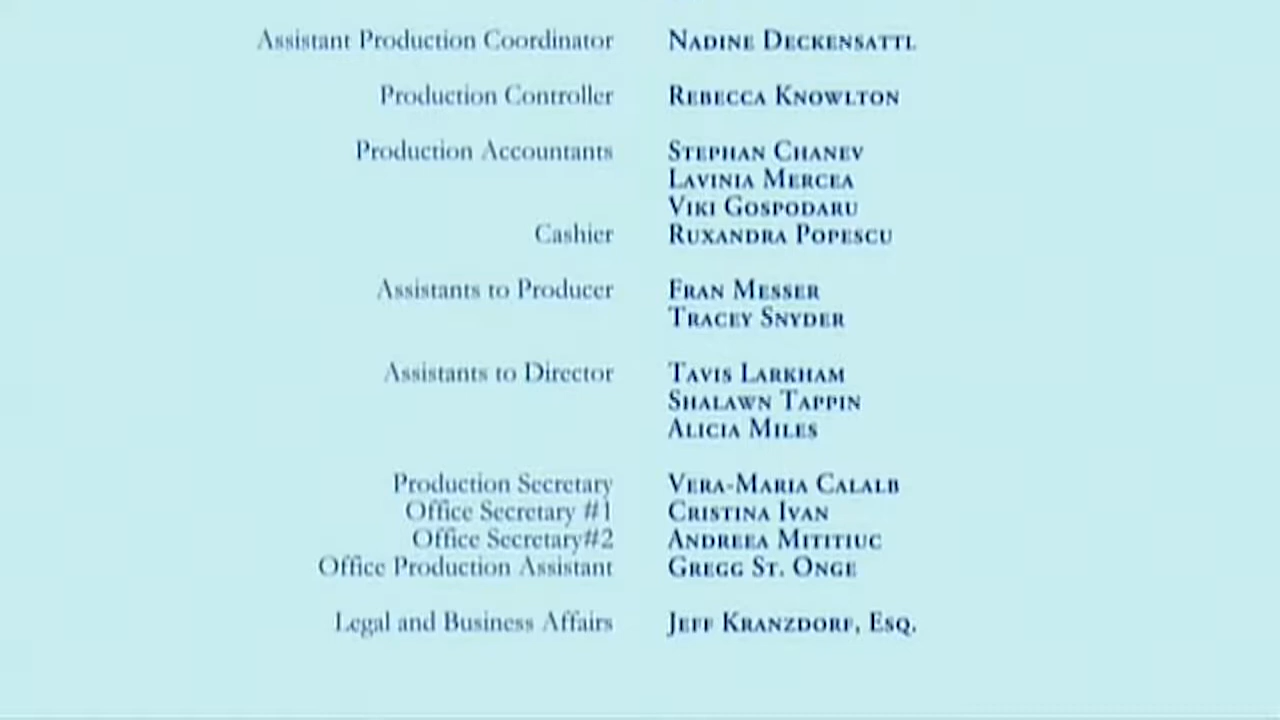 Assistant Production Coordinator NADINE DECKENSATTL
Production Controller REBECCA KNOWLTON
Production Accountants STEPHAN CHANEV
LAVINIA MERCEA
VIKI GOSPODARU
Cashier RUXANDRA POPESCU
Assistants to Producer FRAN MESSER
TRACEY SNYDER
Assistants to Director TAVIS LARKHAM
SHALAWN TAPPIN
ALICIA MILES
Production Secretary VERA-MARIA CALALB
Office Secretary #1 CRISTINA IVAN
Office Secretary#2 ANDREEA MITITIUC
Office Production Assistant GREGG ST. ONGE
Legal and Business Affairs JEFF KRANZDORF, ESQ.